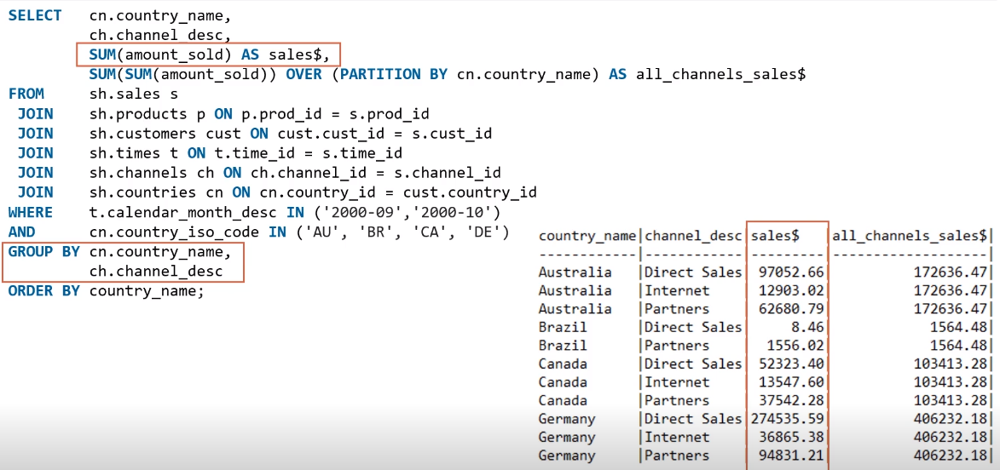 SELECT cn.country_name,
ch.channel_desc,
SUM(amount_sold) AS sales$,
SUM(SUM(amount_sold)) OVER (PARTITION BY cn.country_name) AS all_channels_sales$
FROM sh.sales s
JOIN sh.products p ON p.prod_id = s.prod_id
JOIN sh.customers cust ON cust.cust_id = s.cust_id
JOIN sh.times t ON t.time_id = s.time_id
JOIN sh.channels ch ON ch.channel_id = s.channel_id
JOIN sh.countries cn ON cn.country_id = cust.country_id
WHERE t.calendar_month_desc IN ('2000-09','2000-10')
AND cn.country_iso_code IN ('AU', 'BR', 'CA', 'DE')
GROUP BY cn.country_name,
ch.channel_desc
ORDER BY country_name;
country_name|channel_desc|sales$ |all_channels_sales$|
------------|------------|---------|-------------------|
Australia |Direct Sales| 97052.66| 172636.47|
Australia |Internet | 12903.02| 172636.47|
Australia |Partners | 62680.79| 172636.47|
Brazil |Direct Sales| 8.46| 1564.48|
Brazil |Partners | 1556.02| 1564.48|
Canada |Direct Sales| 52323.40| 103413.28|
Canada |Internet | 13547.60| 103413.28|
Canada |Partners | 37542.28| 103413.28|
Germany |Direct Sales|274535.59| 406232.18|
Germany |Internet | 36865.38| 406232.18|
Germany |Partners | 94831.21| 406232.18|